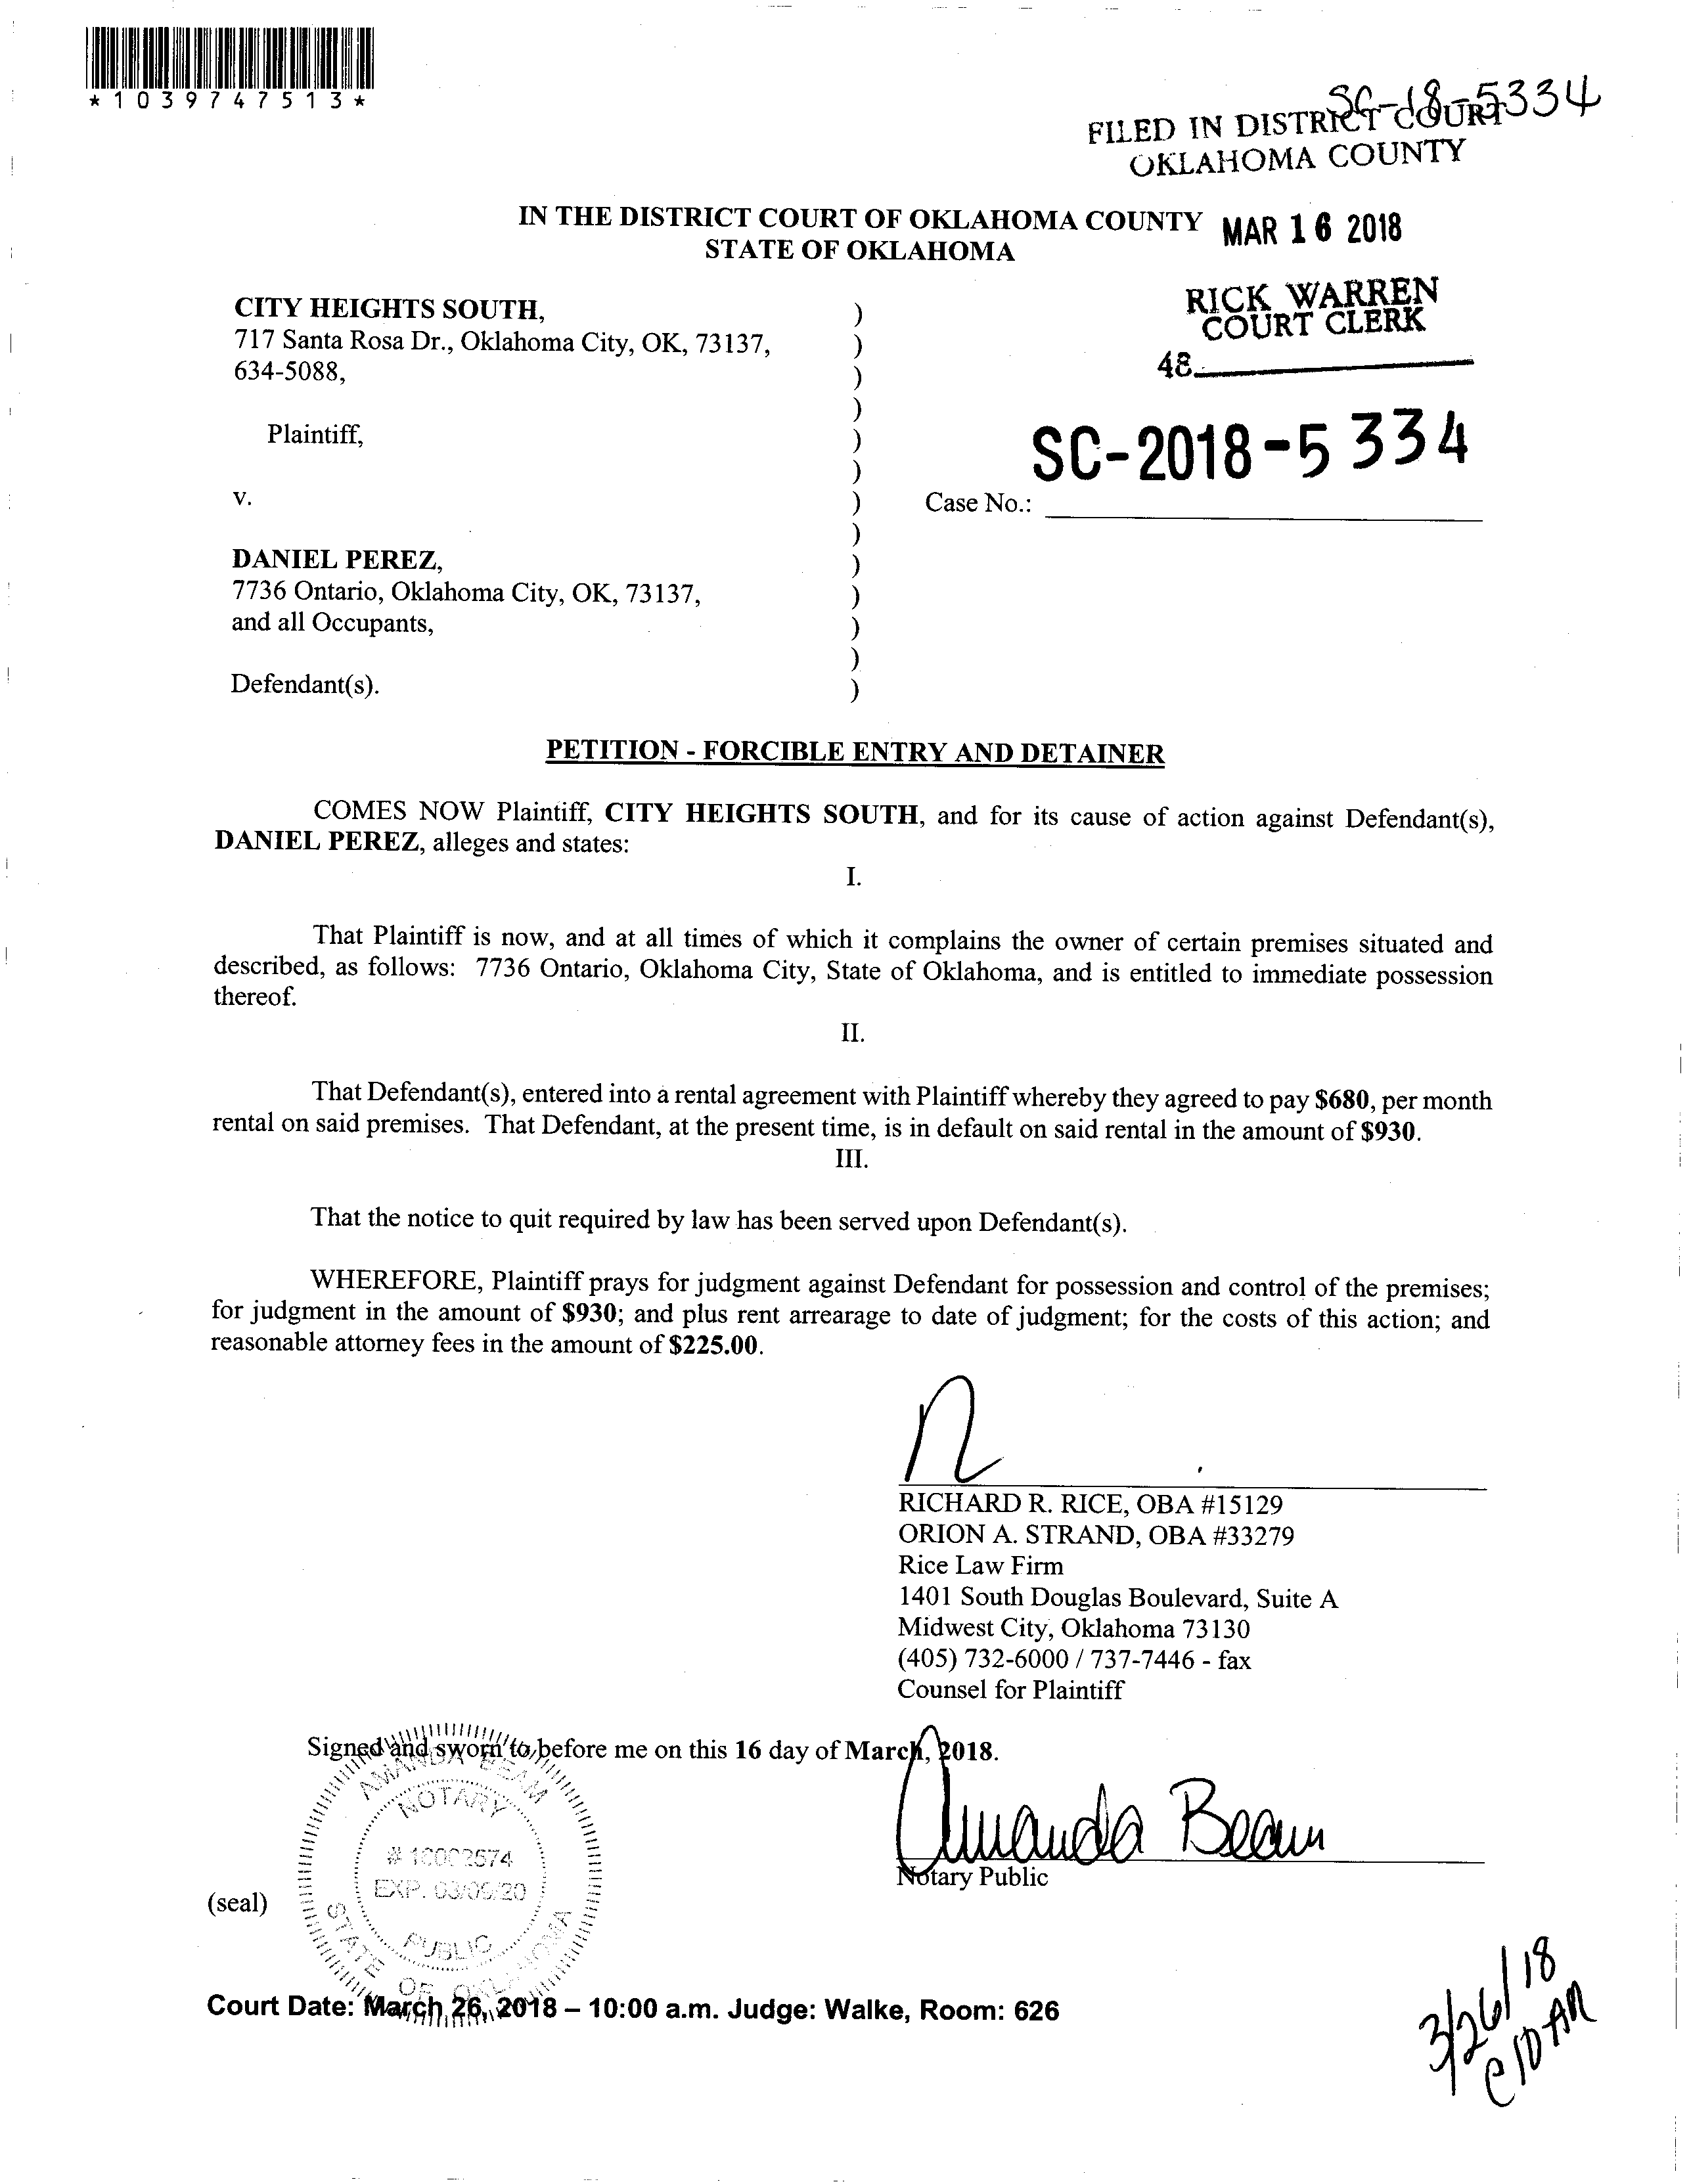 *1039747513*
SC-18-5334
FILED IN DISTRICT COURT
OKLAHOMA COUNTY
IN THE DISTRICT COURT OF OKLAHOMA COUNTY
STATE OF OKLAHOMA
MAR 16 2018
RICK WARREN
COURT CLERK
48
CITY HEIGHTS SOUTH,
717 Santa Rosa Dr., Oklahoma City, OK, 73137,
634-5088,
Plaintiff,
v.
SC-2018-5334
Case No.:
DANIEL PEREZ,
7736 Ontario, Oklahoma City, OK, 73137,
and all Occupants,
Defendant(s).
)
)
)
)
)
)
)
)
)
)
)
)
)
PETITION - FORCIBLE ENTRY AND DETAINER
COMES NOW Plaintiff, CITY HEIGHTS SOUTH, and for its cause of action against Defendant(s),
DANIEL PEREZ, alleges and states:
I.
That Plaintiff is now, and at all times of which it complains the owner of certain premises situated and
described, as follows: 7736 Ontario, Oklahoma City, State of Oklahoma, and is entitled to immediate possession
thereof.
II.
That Defendant(s), entered into a rental agreement with Plaintiff whereby they agreed to pay $680, per month
rental on said premises. That Defendant, at the present time, is in default on said rental in the amount of $930.
III.
That the notice to quit required by law has been served upon Defendant(s).
WHEREFORE, Plaintiff prays for judgment against Defendant for possession and control of the premises;
for judgment in the amount of $930; and plus rent arrearage to date of judgment; for the costs of this action; and
reasonable attorney fees in the amount of $225.00.
RICHARD R. RICE, OBA #15129
ORION A. STRAND, OBA #33279
Rice Law Firm
1401 South Douglas Boulevard, Suite A
Midwest City, Oklahoma 73130
(405) 732-6000 / 737-7446 - fax
Counsel for Plaintiff
Signed and sworn to before me on this 16 day of March, 2018.
Amanda Beam
Notary Public
(seal)
AMANDA BEAM
NOTARY
PUBLIC
STATE OF OKLAHOMA
Court Date: March 26, 2018 – 10:00 a.m. Judge: Walke, Room: 626
3/26/18
@10 AM